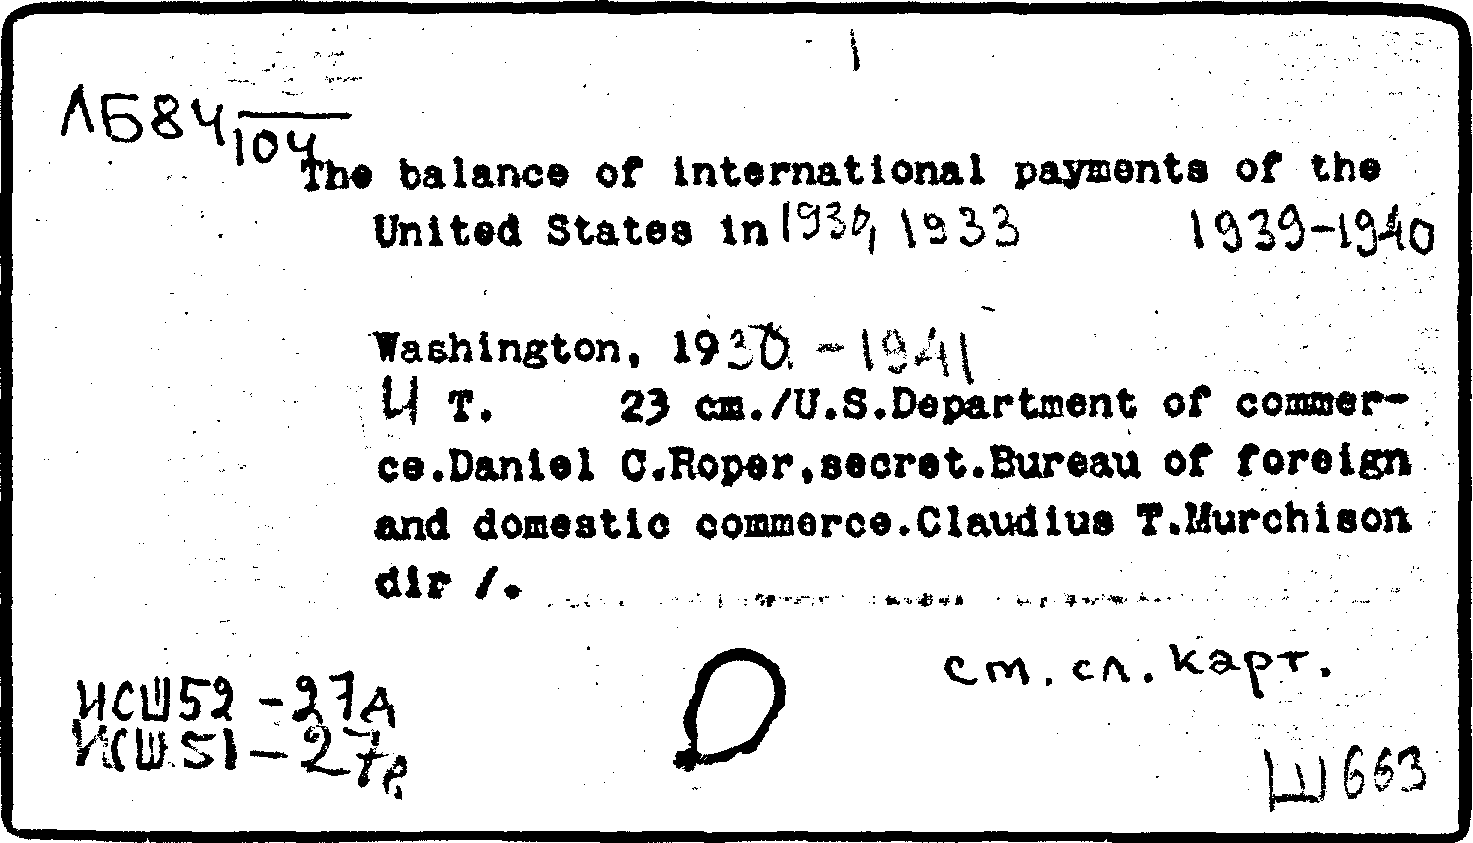 ЛБ84
104
The balance of international payments of the
United States in 1930, 1933 1939-1940
Washington, 1930. - 1941
4 т. 23 cm./U.S.Department of commer-
ce.Daniel C.Roper,secret.Bureau of foreign
and domestic commerce.Claudius T.Murchison
dir /.
см. сл. карт.
ИСШ52 - 27А
ИСШ51 - 27в
Ш663